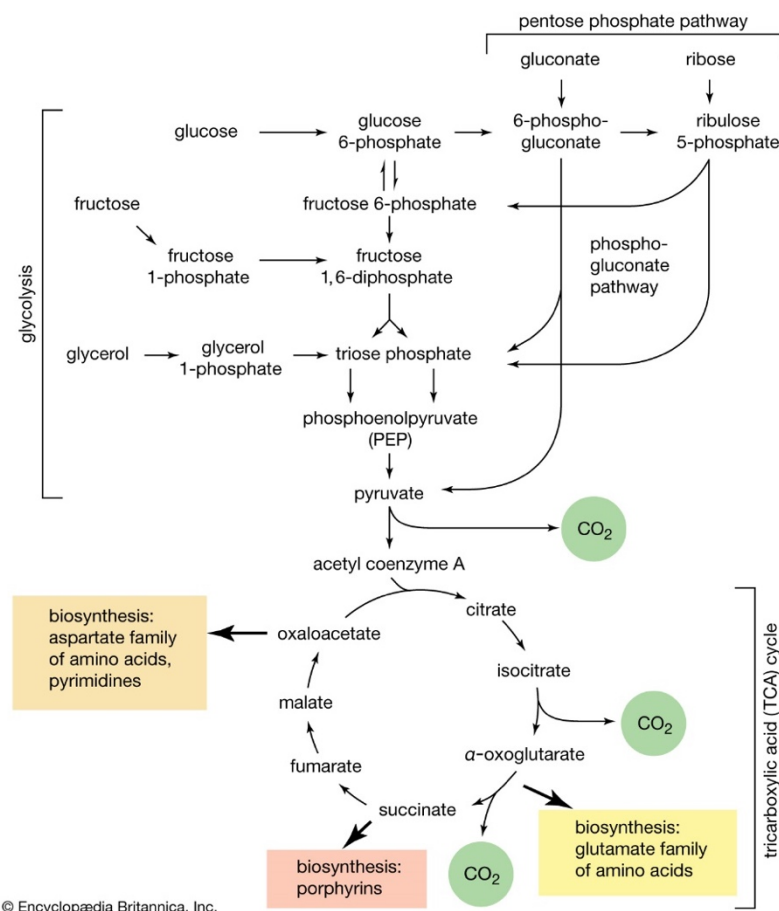 pentose phosphate pathway
gluconate
ribose
glucose
glucose
6-phosphate
6-phospho-
gluconate
ribulose
5-phosphate
fructose
fructose 6-phosphate
fructose
1-phosphate
fructose
1,6-diphosphate
phospho-
gluconate
pathway
glycolysis
glycerol
glycerol
1-phosphate
triose phosphate
phosphoenolpyruvate
(PEP)
pyruvate
CO₂
acetyl coenzyme A
biosynthesis:
aspartate family
of amino acids,
pyrimidines
oxaloacetate
citrate
isocitrate
malate
CO₂
α-oxoglutarate
fumarate
succinate
tricarboxylic acid (TCA) cycle
biosynthesis:
porphyrins
CO₂
biosynthesis:
glutamate family
of amino acids
© Encyclopædia Britannica, Inc.